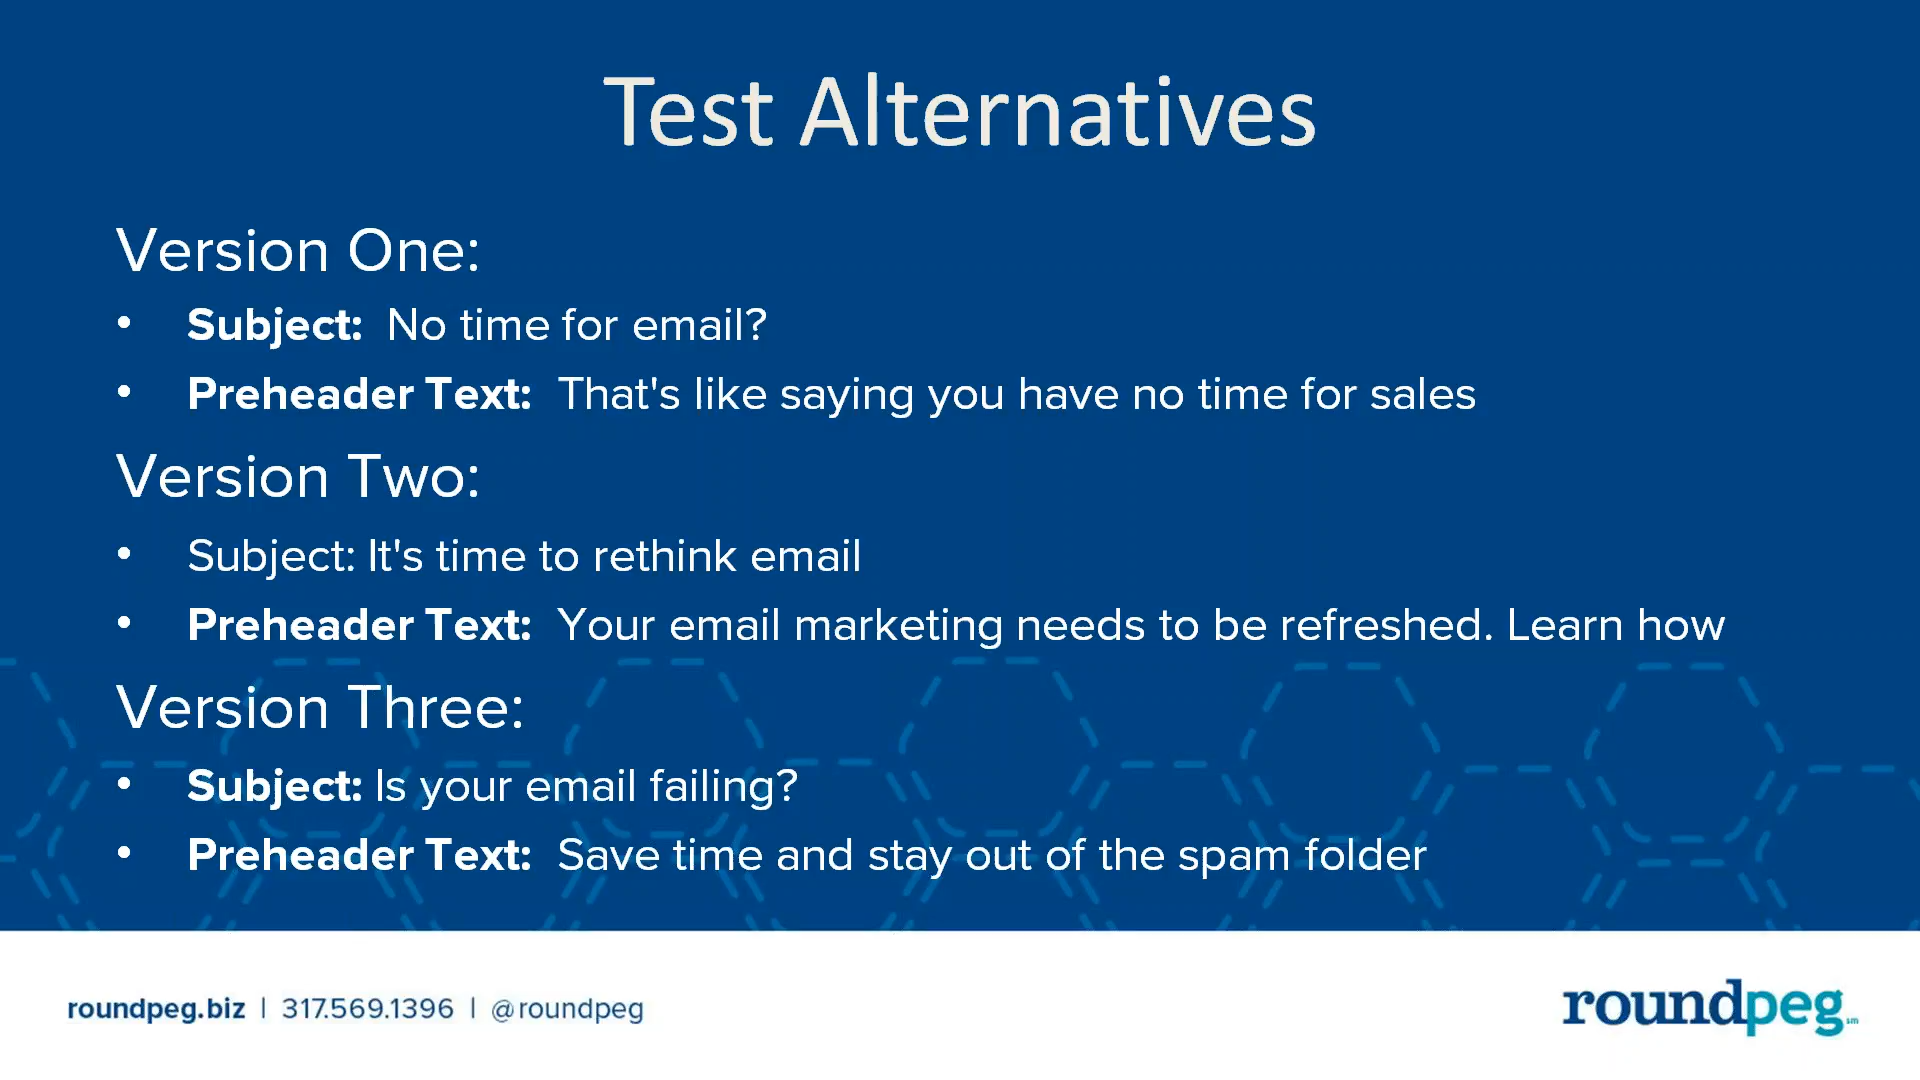 Test Alternatives
Version One:
• Subject: No time for email?
• Preheader Text: That's like saying you have no time for sales
Version Two:
• Subject: It's time to rethink email
• Preheader Text: Your email marketing needs to be refreshed. Learn how
Version Three:
• Subject: Is your email failing?
• Preheader Text: Save time and stay out of the spam folder
roundpeg.biz | 317.569.1396 | @roundpeg
roundpeg℠